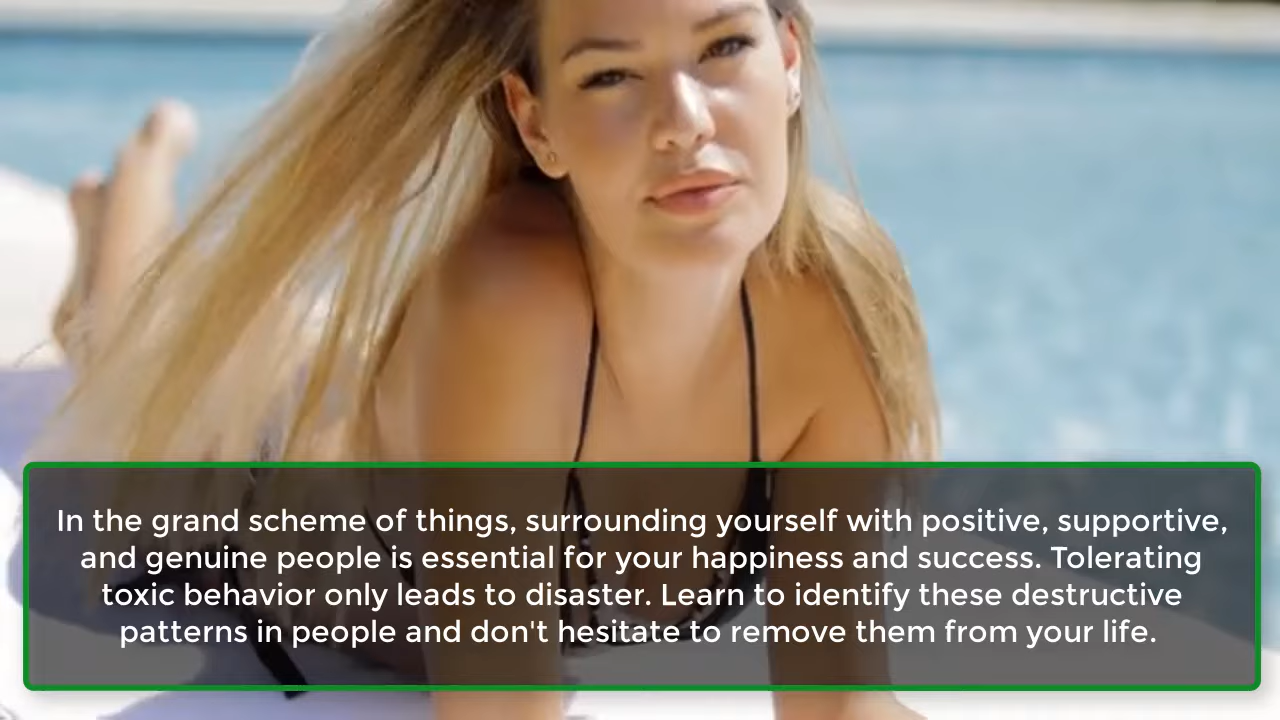 In the grand scheme of things, surrounding yourself with positive, supportive,
and genuine people is essential for your happiness and success. Tolerating
toxic behavior only leads to disaster. Learn to identify these destructive
patterns in people and don't hesitate to remove them from your life.